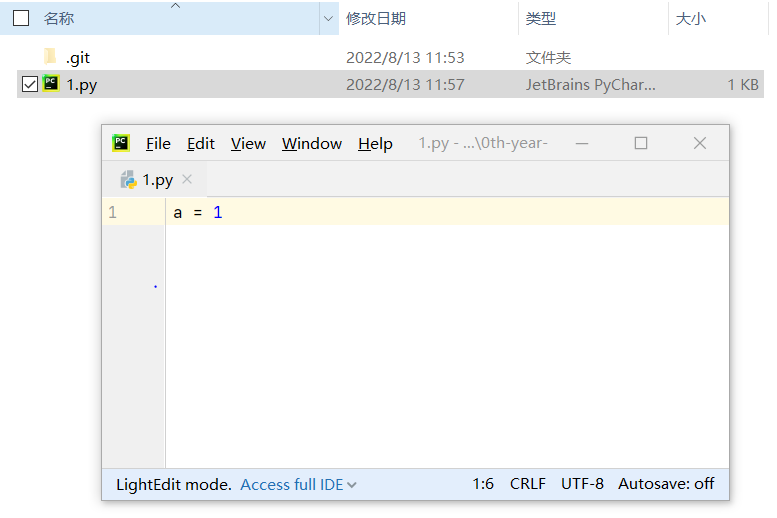 名称 修改日期 类型 大小
.git 2022/8/13 11:53 文件夹
1.py 2022/8/13 11:57 JetBrains PyChar... 1 KB
PC File Edit View Window Help 1.py - ...\0th-year-
1.py
1 a = 1
LightEdit mode. Access full IDE 1:6 CRLF UTF-8 Autosave: off